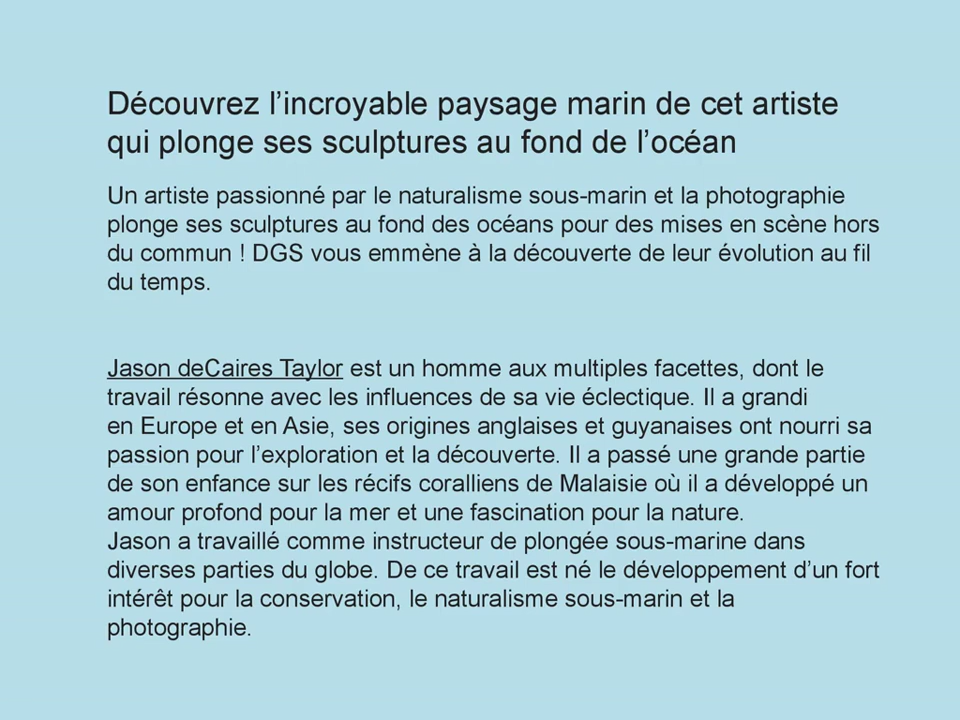 Découvrez l’incroyable paysage marin de cet artiste
qui plonge ses sculptures au fond de l’océan
Un artiste passionné par le naturalisme sous-marin et la photographie
plonge ses sculptures au fond des océans pour des mises en scène hors
du commun ! DGS vous emmène à la découverte de leur évolution au fil
du temps.
Jason deCaires Taylor est un homme aux multiples facettes, dont le
travail résonne avec les influences de sa vie éclectique. Il a grandi
en Europe et en Asie, ses origines anglaises et guyanaises ont nourri sa
passion pour l’exploration et la découverte. Il a passé une grande partie
de son enfance sur les récifs coralliens de Malaisie où il a développé un
amour profond pour la mer et une fascination pour la nature.
Jason a travaillé comme instructeur de plongée sous-marine dans
diverses parties du globe. De ce travail est né le développement d’un fort
intérêt pour la conservation, le naturalisme sous-marin et la
photographie.